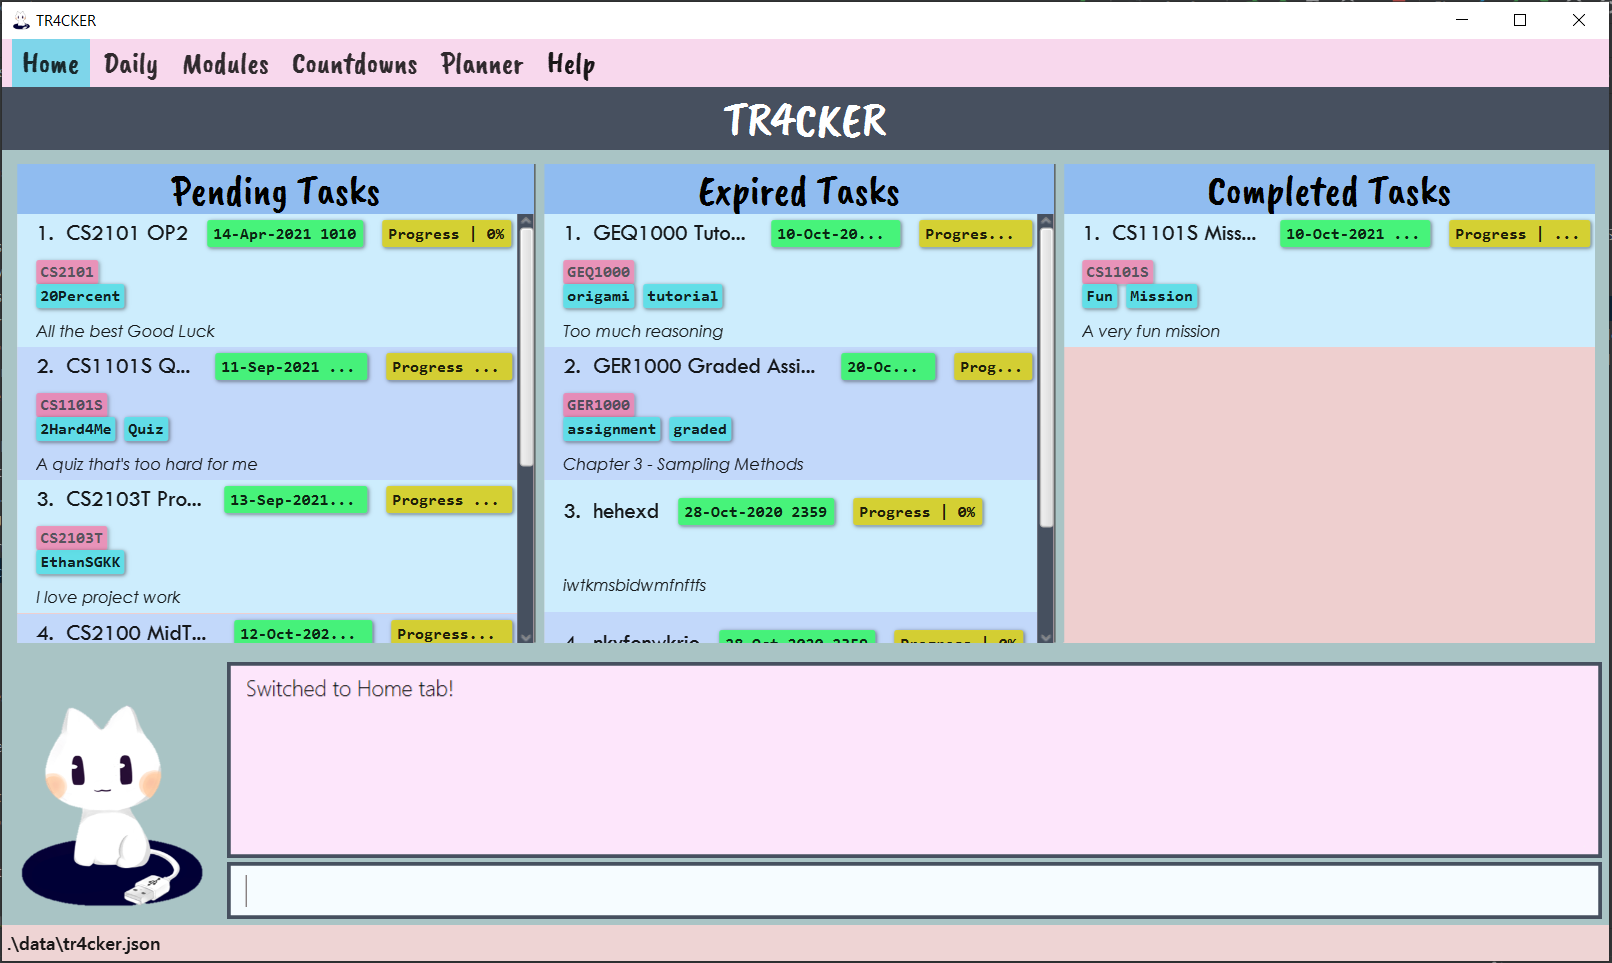 TR4CKER
Home Daily Modules Countdowns Planner Help
TR4CKER
Pending Tasks
1. CS2101 OP2 14-Apr-2021 1010 Progress | 0%
CS2101
20Percent
All the best Good Luck
2. CS1101S Q... 11-Sep-2021 ... Progress ...
CS1101S
2Hard4Me Quiz
A quiz that's too hard for me
3. CS2103T Pro... 13-Sep-2021... Progress ...
CS2103T
EthanSGKK
I love project work
4. CS2100 MidT... 12-Oct-202... Progress...
Expired Tasks
1. GEQ1000 Tuto... 10-Oct-20... Progres...
GEQ1000
origami tutorial
Too much reasoning
2. GER1000 Graded Assi... 20-Oc... Prog...
GER1000
assignment graded
Chapter 3 - Sampling Methods
3. hehexd 28-Oct-2020 2359 Progress | 0%
iwtkmsbidwmfnftfs
28-Oct-2020 2359 Progress | 0%
Completed Tasks
1. CS1101S Miss... 10-Oct-2021 ... Progress | ...
CS1101S
Fun Mission
A very fun mission
Switched to Home tab!
.\data\tr4cker.json